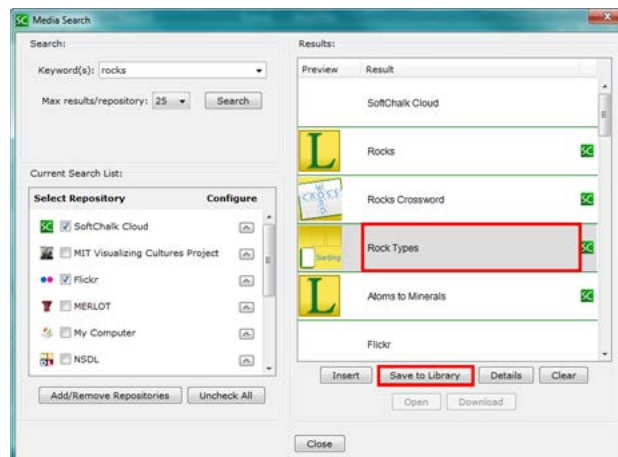 SC Media Search
Search:
Keyword(s): rocks
Max results/repository: 25 Search
Current Search List:
Select Repository Configure
SC SoftChalk Cloud
MIT Visualizing Cultures Project
Flickr
MERLOT
My Computer
NSDL
Add/Remove Repositories Uncheck All
Results:
Preview Result
SoftChalk Cloud
L Rocks SC
CROSS WORD Rocks Crossword
Sorting Rock Types SC
L Atoms to Minerals SC
Flickr
Insert Save to Library Details Clear
Open Download
Close